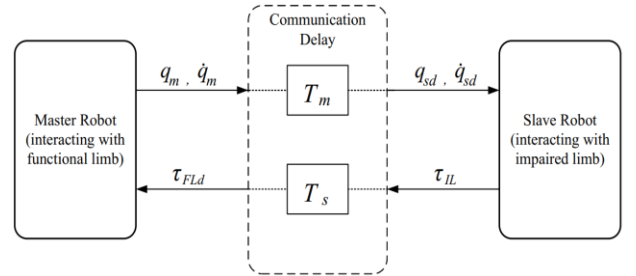 Communication
Delay
q_m , q̇_m
T_m
q_sd , q̇_sd
Master Robot
(interacting with
functional limb)
Slave Robot
(interacting with
impaired limb)
τ_FLd
T_s
τ_IL